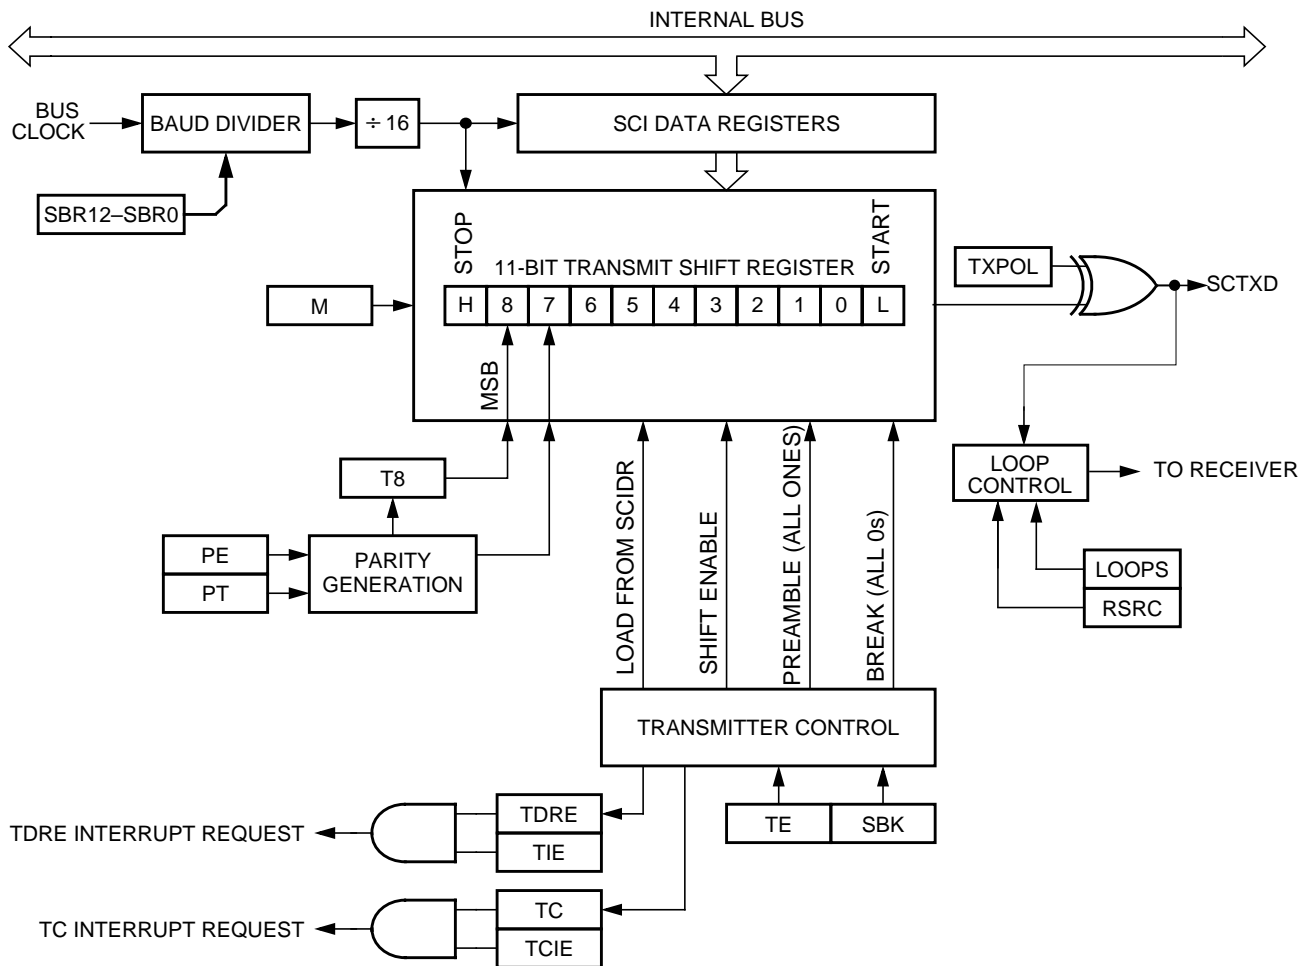 INTERNAL BUS
BUS
CLOCK
BAUD DIVIDER
÷ 16
SCI DATA REGISTERS
SBR12–SBR0
STOP
START
11-BIT TRANSMIT SHIFT REGISTER
H 8 7 6 5 4 3 2 1 0 L
M
TXPOL
SCTXD
MSB
T8
PE
PT
PARITY
GENERATION
LOAD FROM SCIDR
SHIFT ENABLE
PREAMBLE (ALL ONES)
BREAK (ALL 0s)
LOOP
CONTROL
TO RECEIVER
LOOPS
RSRC
TRANSMITTER CONTROL
TE
SBK
TDRE INTERRUPT REQUEST
TDRE
TIE
TC INTERRUPT REQUEST
TC
TCIE